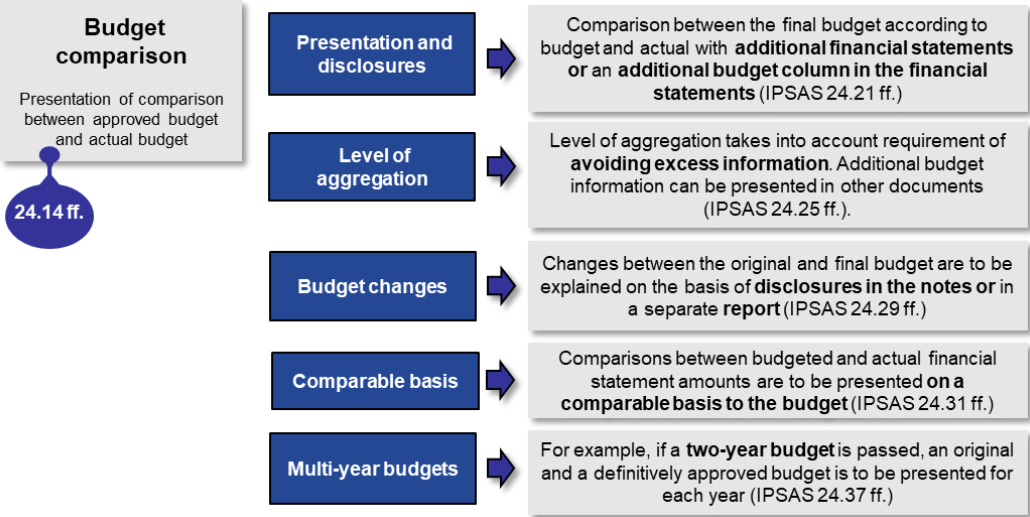 Budget
comparison
Presentation of comparison
between approved budget
and actual budget
24.14 ff.
Presentation and
disclosures
Comparison between the final budget according to
budget and actual with additional financial statements
or an additional budget column in the financial
statements (IPSAS 24.21 ff.)
Level of
aggregation
Level of aggregation takes into account requirement of
avoiding excess information. Additional budget
information can be presented in other documents
(IPSAS 24.25 ff.).
Budget changes
Changes between the original and final budget are to be
explained on the basis of disclosures in the notes or in
a separate report (IPSAS 24.29 ff.)
Comparable basis
Comparisons between budgeted and actual financial
statement amounts are to be presented on a
comparable basis to the budget (IPSAS 24.31 ff.)
Multi-year budgets
For example, if a two-year budget is passed, an original
and a definitively approved budget is to be presented for
each year (IPSAS 24.37 ff.)